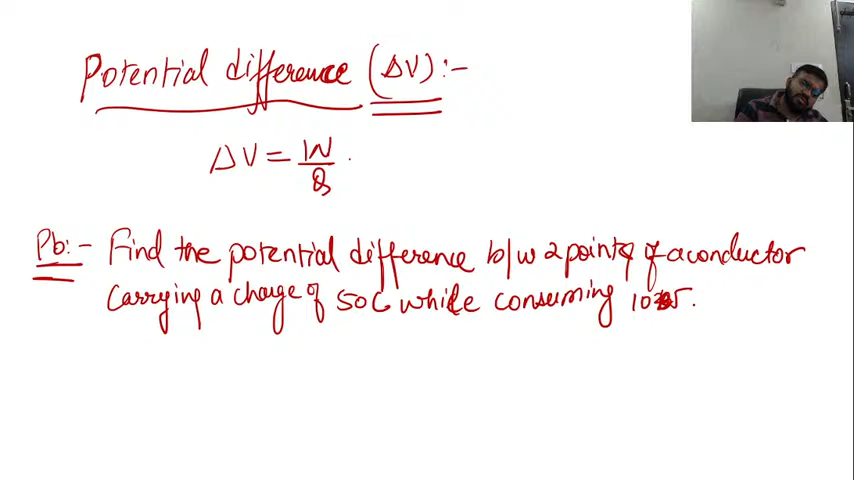 Potential difference (ΔV):-
ΔV = W/Q
Pb:- Find the potential difference b/w 2 points of a conductor
carrying a charge of 50C while consuming